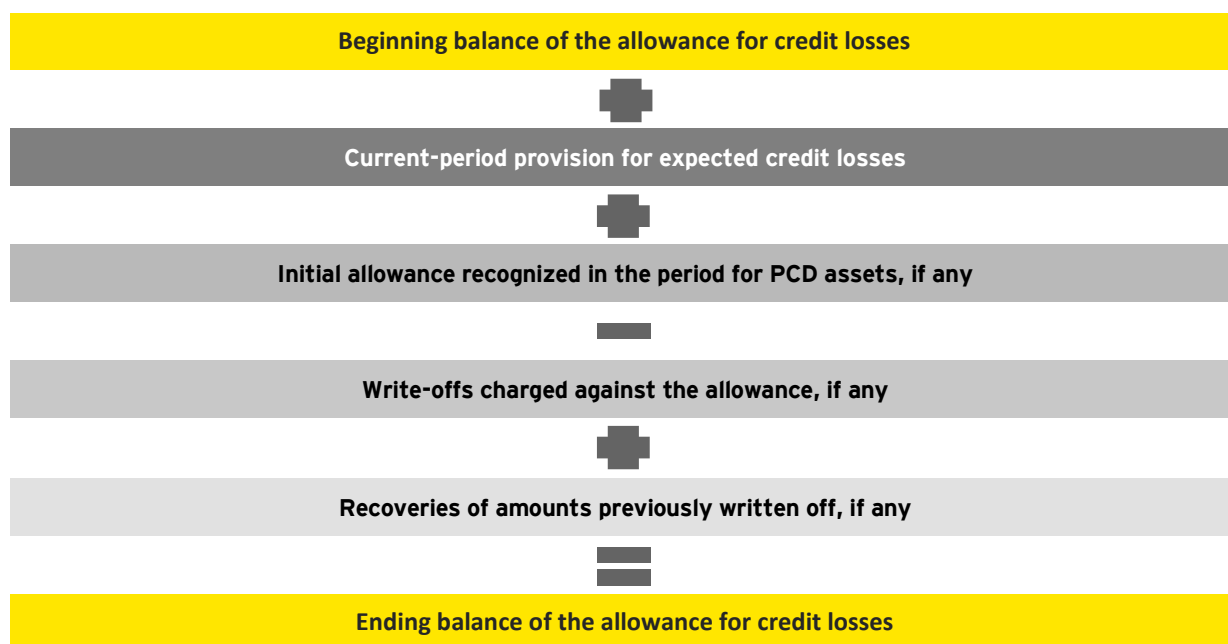 Beginning balance of the allowance for credit losses
Current-period provision for expected credit losses
Initial allowance recognized in the period for PCD assets, if any
Write-offs charged against the allowance, if any
Recoveries of amounts previously written off, if any
Ending balance of the allowance for credit losses